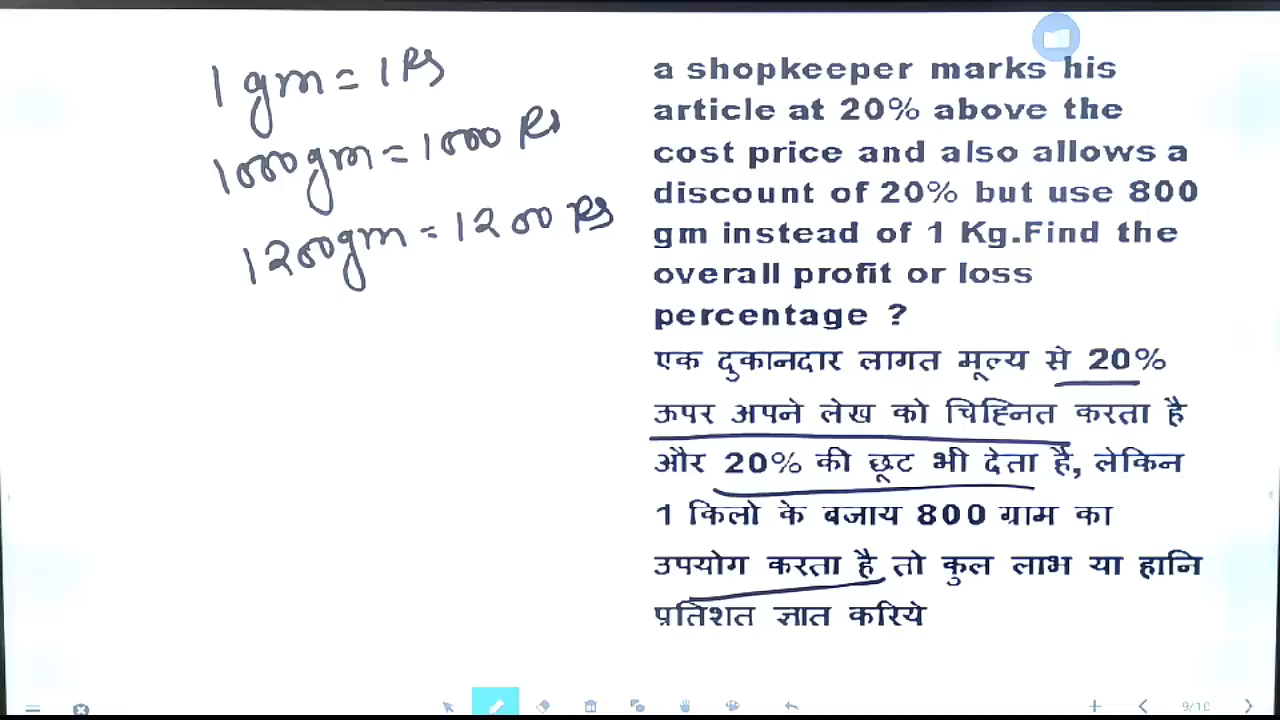 1 gm = 1 Rs
1000 gm = 1000 Rs
1200 gm = 1200 Rs
a shopkeeper marks his
article at 20% above the
cost price and also allows a
discount of 20% but use 800
gm instead of 1 Kg.Find the
overall profit or loss
percentage ?
एक दुकानदार लागत मूल्य से 20%
ऊपर अपने लेख को चिह्नित करता है
और 20% की छूट भी देता है, लेकिन
1 किलो के बजाय 800 ग्राम का
उपयोग करता है तो कुल लाभ या हानि
प्रतिशत ज्ञात करिये
9/10